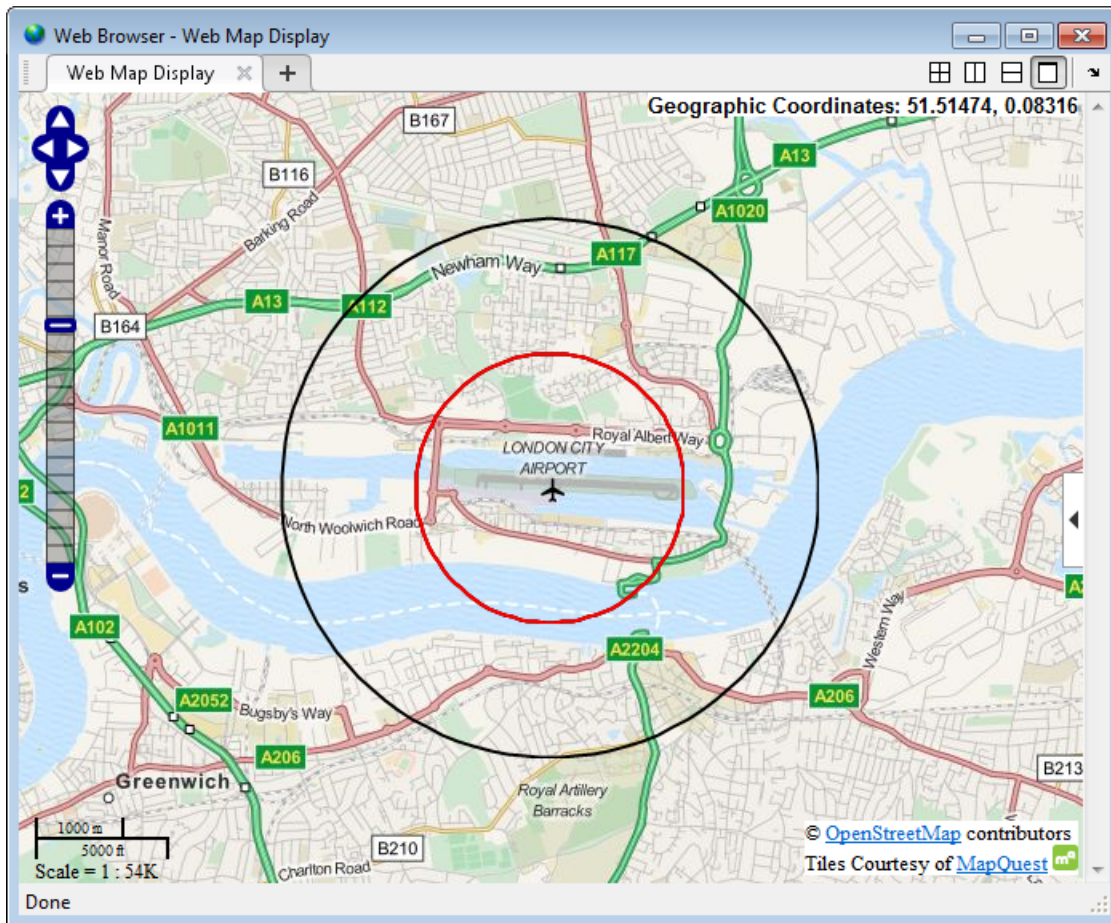 Web Browser - Web Map Display
Web Map Display
Geographic Coordinates: 51.51474, 0.08316
B167
A13
B116
A1020
Barking Road
Manor Road
A117
Newham Way
A13
A112
B164
A1011
Royal Albert Way
LONDON CITY
AIRPORT
2
North Woolwich Road
s
A102
Western Way
A2204
A2052
A206
Bugsby's Way
A206
B213
Greenwich
Royal Artillery
Barracks
1000 m
5000 ft
Scale = 1 : 54K
B210
Charlton Road
© OpenStreetMap contributors
Tiles Courtesy of MapQuest
Done